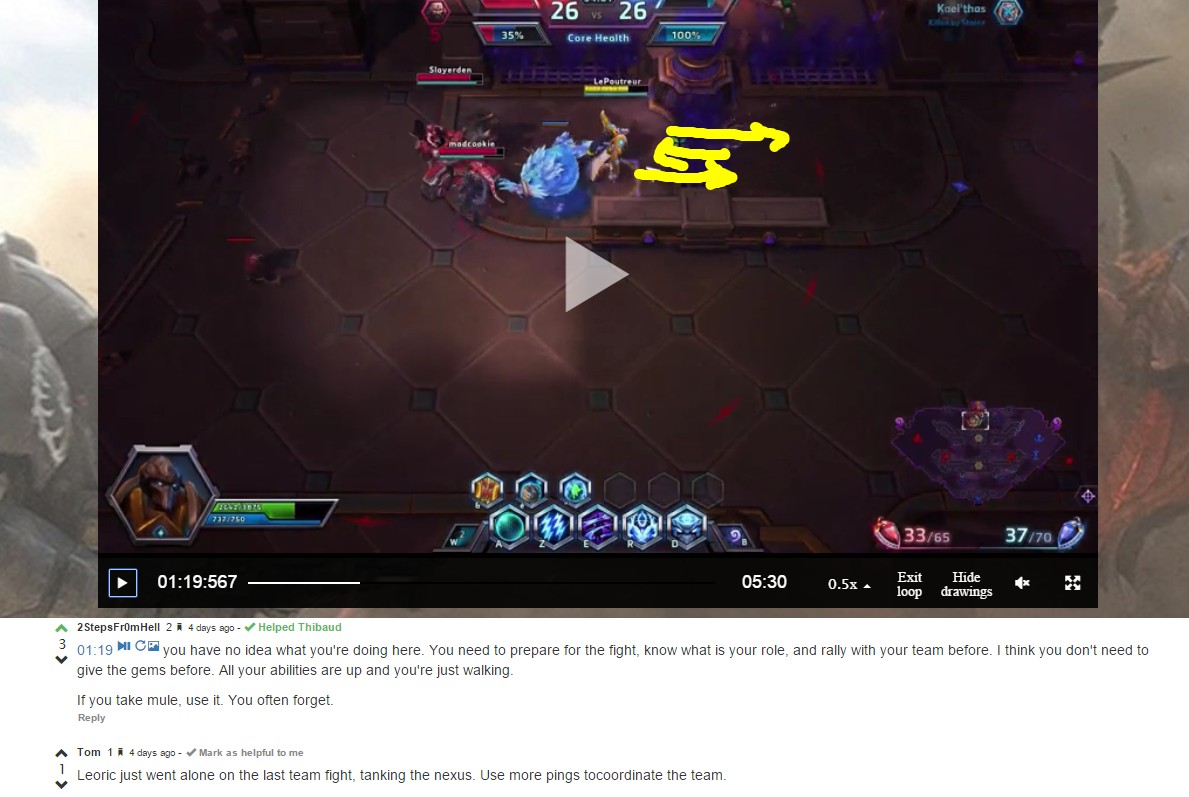 26 vs 26
35% Core Health 100%
Kael'thas
Slayerden
LePoutreur
madcookie
737/750
W A Z E R D B
33/65 37/70
01:19:567 05:30 0.5x Exit loop Hide drawings
2StepsFr0mHell 2 4 days ago - Helped Thibaud
3
01:19 you have no idea what you're doing here. You need to prepare for the fight, know what is your role, and rally with your team before. I think you don't need to
give the gems before. All your abilities are up and you're just walking.
If you take mule, use it. You often forget.
Reply
Tom 1 4 days ago - Mark as helpful to me
1
Leoric just went alone on the last team fight, tanking the nexus. Use more pings tocoordinate the team.